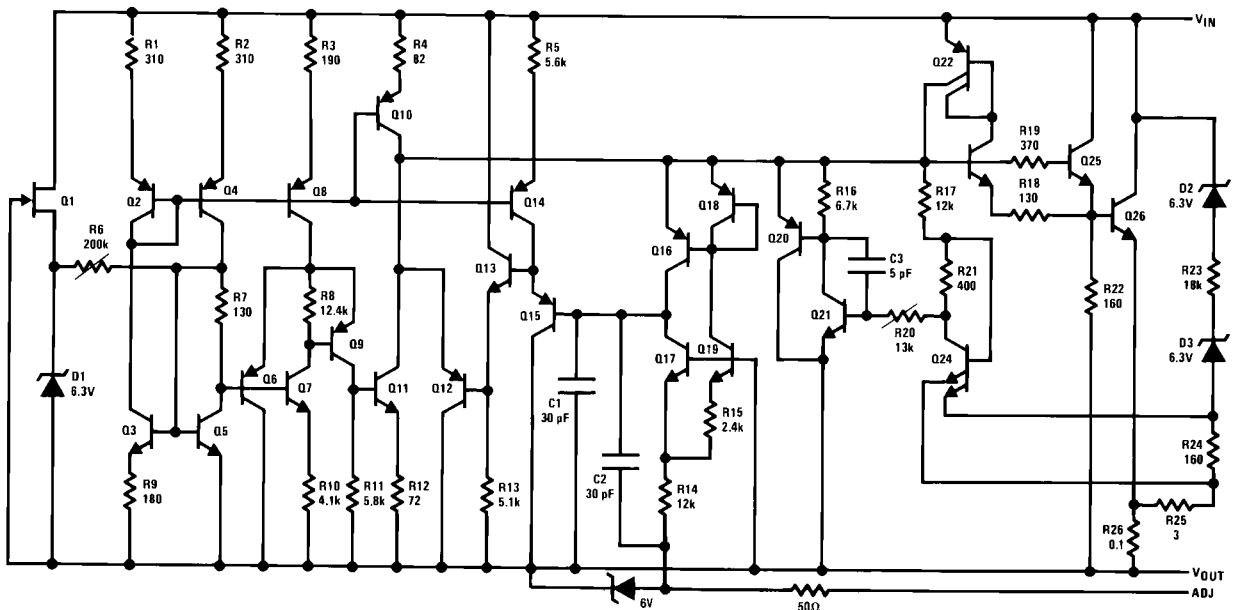 R1
310
R2
310
R3
190
R4
82
R5
5.6k
VIN
Q22
Q10
R19
370
Q25
R16
6.7k
R17
12k
R18
130
Q26
D2
6.3V
Q1
Q2
Q4
Q8
Q14
Q18
Q20
R6
200k
Q16
C3
5 pF
R21
400
R7
130
R8
12.4k
Q13
R22
160
R23
18k
Q15
Q21
R20
13k
Q9
Q17
Q19
D1
6.3V
Q6
Q7
Q11
Q12
Q24
D3
6.3V
C1
30 pF
R15
2.4k
Q3
Q5
R24
160
C2
30 pF
R9
180
R10
4.1k
R11
5.8k
R12
72
R13
5.1k
R14
12k
R26
0.1
R25
3
VOUT
ADJ
6V
50Ω